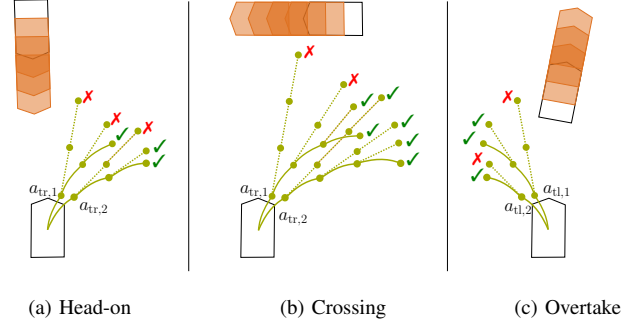 ✗ ✗ ✓ ✗ ✓ ✓
a_tr,1
a_tr,2
(a) Head-on
✗ ✓ ✓ ✓ ✓ ✓
a_tr,1
a_tr,2
(b) Crossing
✗ ✓ ✓ ✗ ✓
a_tl,1
a_tl,2
(c) Overtake